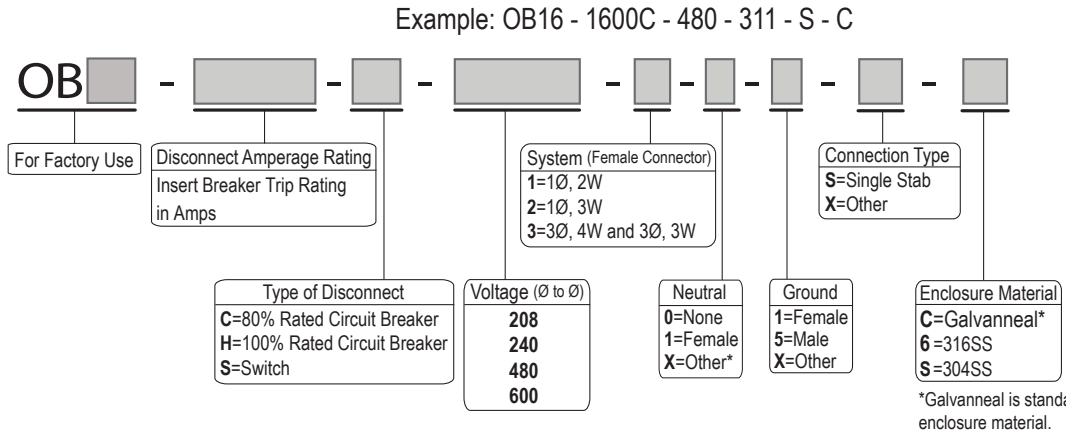 Example: OB16 - 1600C - 480 - 311 - S - C
OB - - - - - - - -
For Factory Use
Disconnect Amperage Rating
Insert Breaker Trip Rating
in Amps
System (Female Connector)
1=1Ø, 2W
2=1Ø, 3W
3=3Ø, 4W and 3Ø, 3W
Connection Type
S=Single Stab
X=Other
Type of Disconnect
C=80% Rated Circuit Breaker
H=100% Rated Circuit Breaker
S=Switch
Voltage (Ø to Ø)
208
240
480
600
Neutral
0=None
1=Female
X=Other*
Ground
1=Female
5=Male
X=Other
Enclosure Material
C=Galvanneal*
6 =316SS
S =304SS
*Galvanneal is standa
enclosure material.